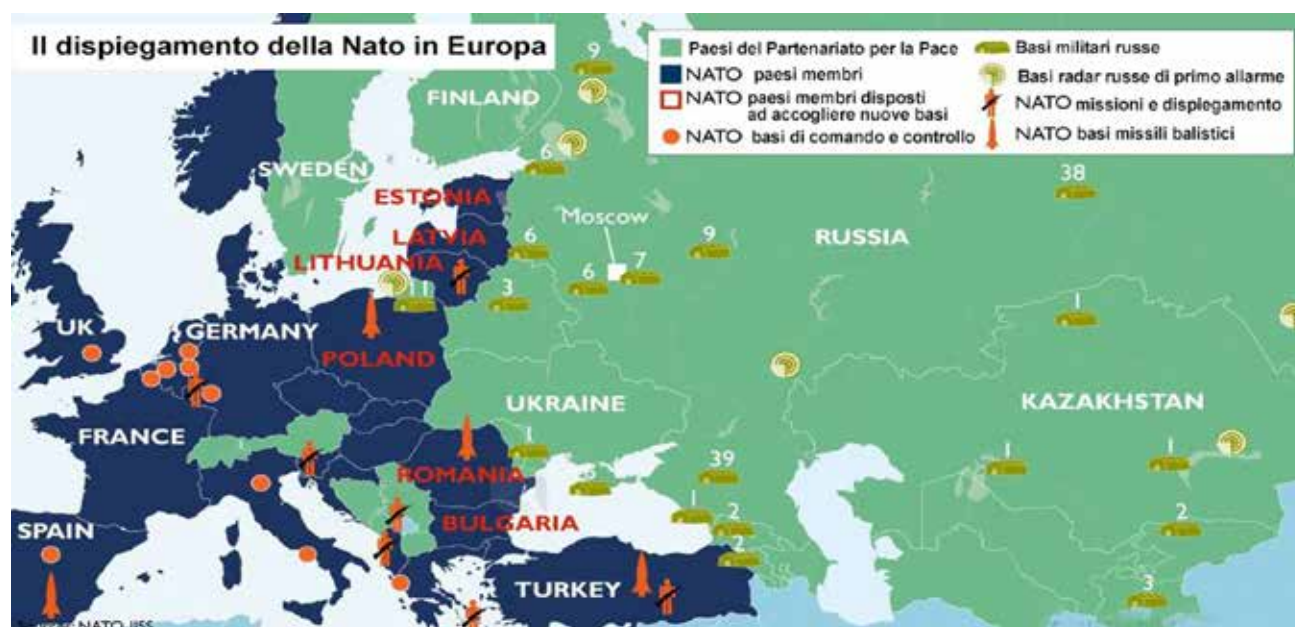 Il dispiegamento della Nato in Europa
Paesi del Partenariato per la Pace
NATO paesi membri
NATO paesi membri disposti
ad accogliere nuove basi
NATO basi di comando e controllo
Basi militari russe
Basi radar russe di primo allarme
NATO missioni e dispiegamento
NATO basi missili balistici
9
FINLAND
SWEDEN
6
38
ESTONIA
Moscow
LATVIA
6
9
RUSSIA
LITHUANIA
6
7
11
3
1
UK
GERMANY
POLAND
UKRAINE
KAZAKHSTAN
FRANCE
1
1
1
ROMANIA
39
BULGARIA
1
2
2
SPAIN
2
TURKEY
3
NATO, IISS